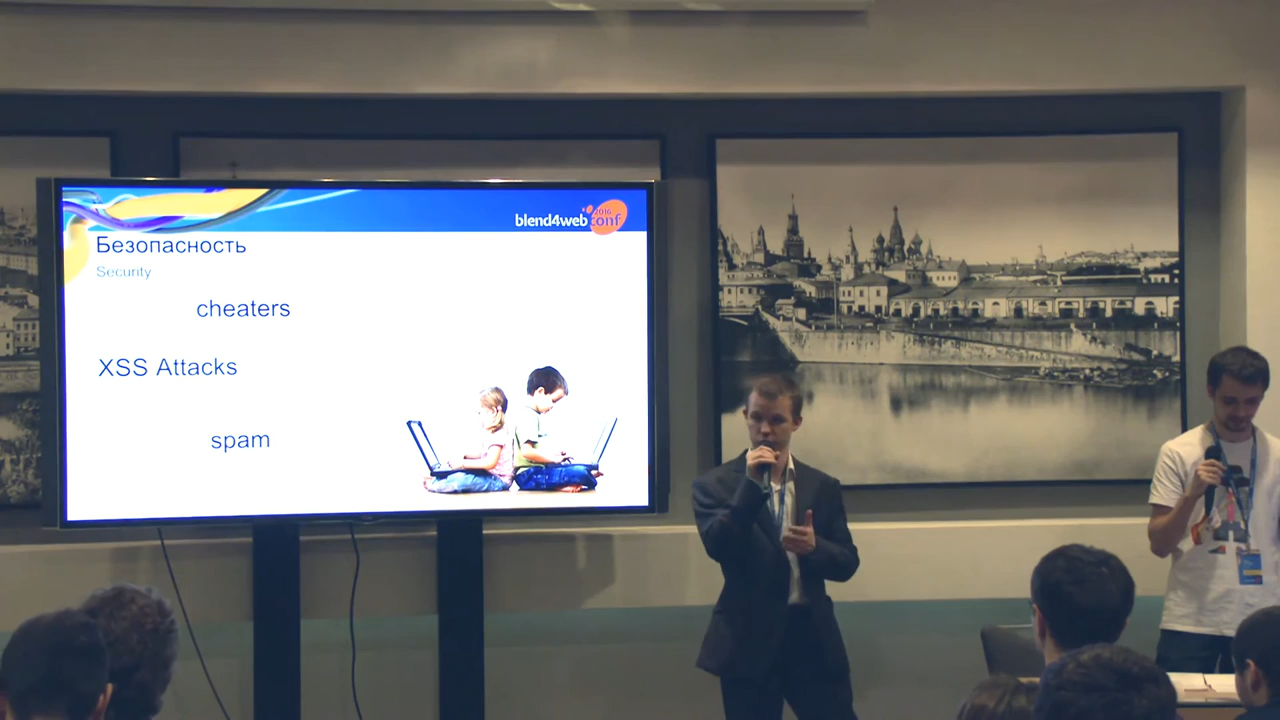 blend4web 2016 conf
Безопасность
Security
cheaters
XSS Attacks
spam